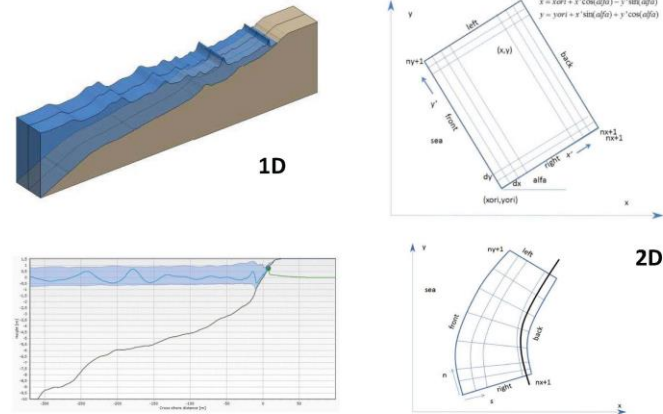 1D
x = xori + x'cos(alfa) − y'sin(alfa)
y = yori + x'sin(alfa) + y'cos(alfa)
y
left
ny+1
(x,y)
back
y'
front
sea
nx+1
nx+1
right
x'
dy
dx
alfa
(xori,yori)
x
Height [m]
Cross-shore distance [m]
2D
y
ny+1
left
sea
front
back
n
s
right
nx+1
x